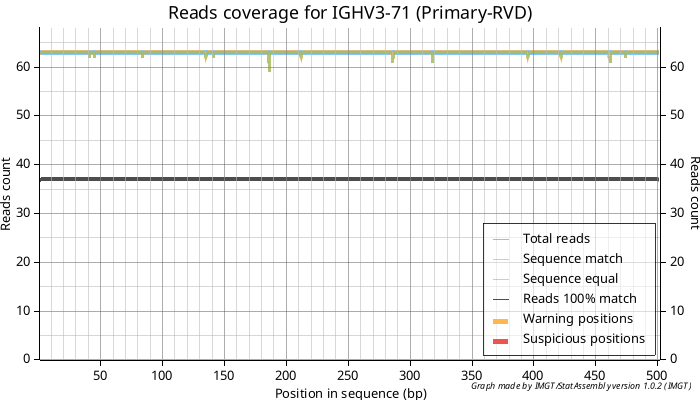 Reads coverage for IGHV3-71 (Primary-RVD)
60
60
50
50
40
40
Reads count
Reads count
30
30
20
20
10
10
0
0
Total reads
Sequence match
Sequence equal
Reads 100% match
Warning positions
Suspicious positions
50
100
150
200
250
300
350
400
450
500
Position in sequence (bp)
Graph made by IMGT/StatAssembly version 1.0.2 (IMGT)